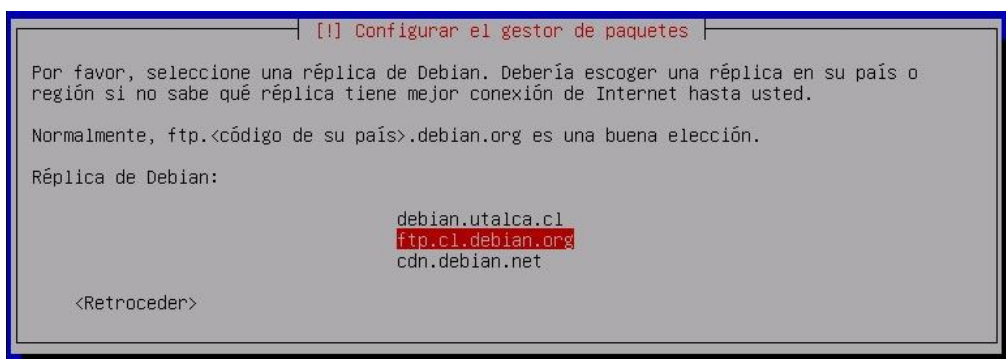 [!] Configurar el gestor de paquetes
Por favor, seleccione una réplica de Debian. Debería escoger una réplica en su país o
región si no sabe qué réplica tiene mejor conexión de Internet hasta usted.
Normalmente, ftp.<código de su país>.debian.org es una buena elección.
Réplica de Debian:
debian.utalca.cl
ftp.cl.debian.org
cdn.debian.net
<Retroceder>